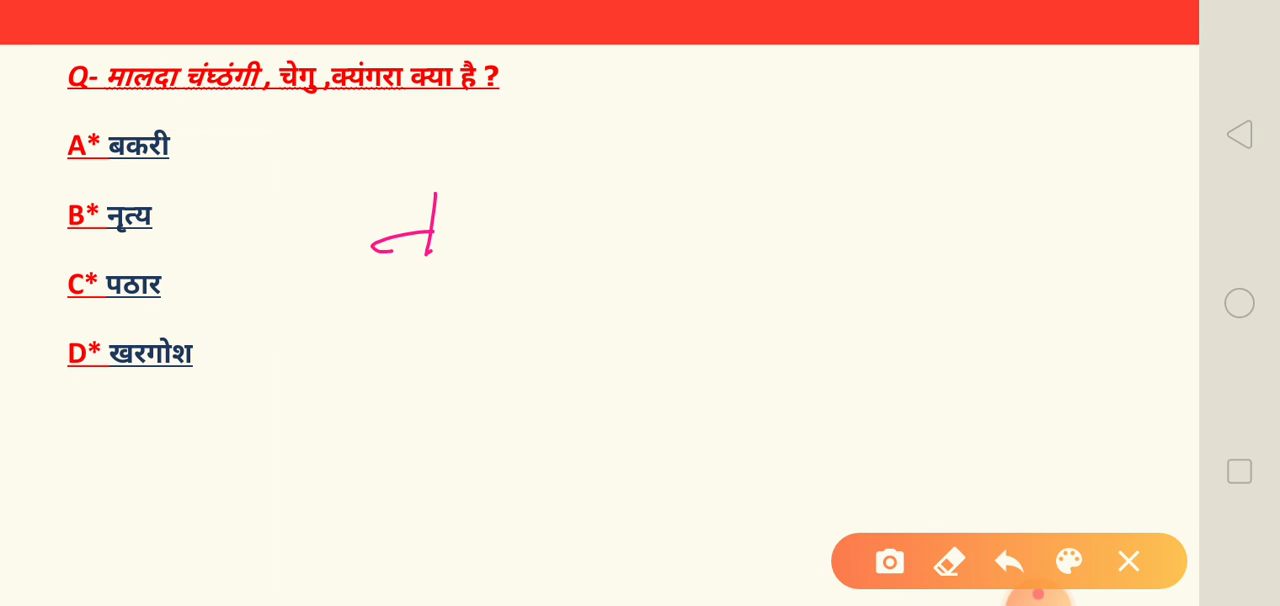 Q- मालदा चंघ्ठंगी , चेगु ,क्यंगरा क्या है ?
A* बकरी
B* नृत्य
C* पठार
D* खरगोश